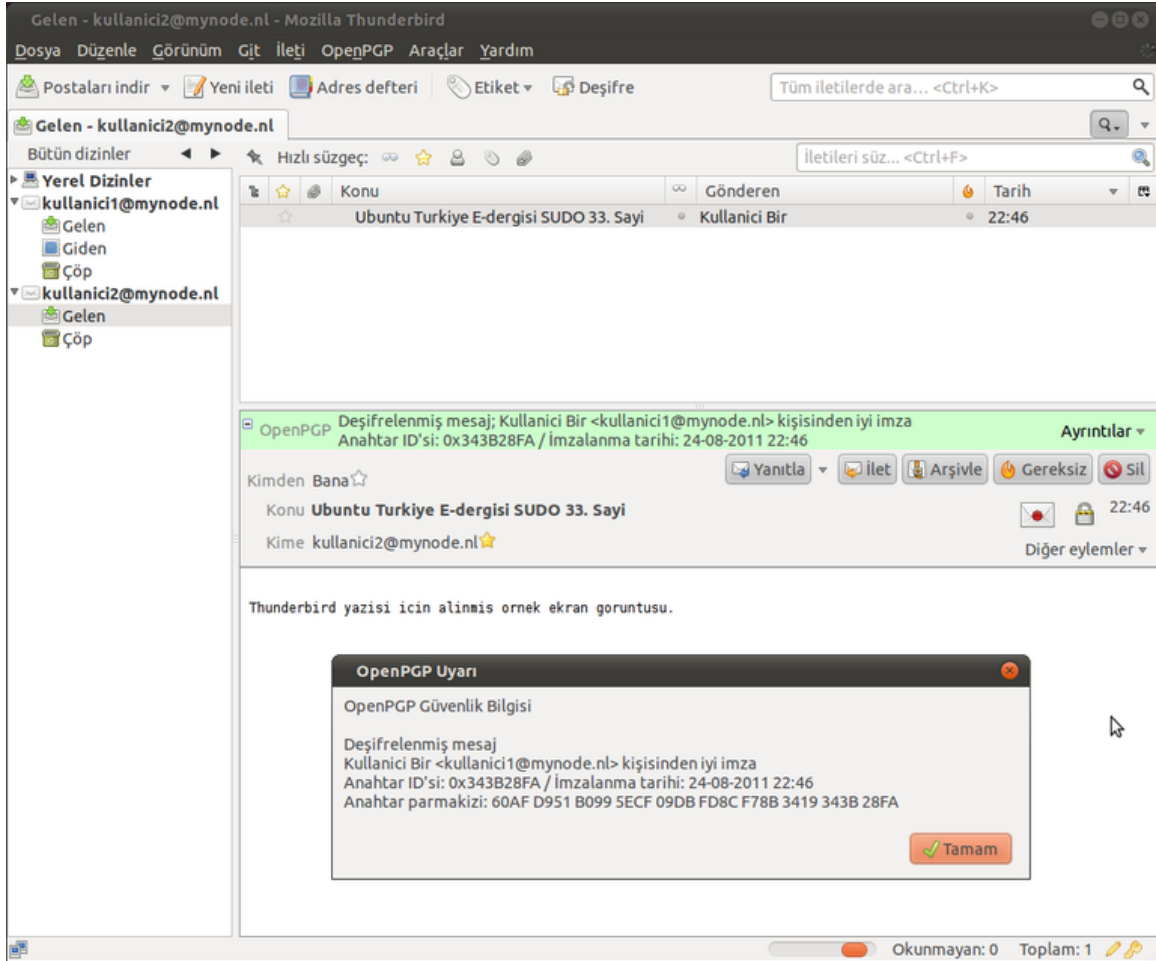 Gelen - kullanici2@mynode.nl - Mozilla Thunderbird
Dosya Düzenle Görünüm Git İleti OpenPGP Araçlar Yardım
Postaları indir Yeni ileti Adres defteri Etiket Deşifre Tüm iletilerde ara... <Ctrl+K>
Gelen - kullanici2@mynode.nl
Bütün dizinler
Yerel Dizinler
kullanici1@mynode.nl
Gelen
Giden
Çöp
kullanici2@mynode.nl
Gelen
Çöp
Hızlı süzgeç: İletileri süz... <Ctrl+F>
Konu Gönderen Tarih
Ubuntu Turkiye E-dergisi SUDO 33. Sayi Kullanici Bir 22:46
OpenPGP Deşifrelenmiş mesaj; Kullanici Bir <kullanici1@mynode.nl> kişisinden iyi imza
Anahtar ID'si: 0x343B28FA / İmzalanma tarihi: 24-08-2011 22:46
Ayrıntılar
Yanıtla İlet Arşivle Gereksiz Sil
Kimden Bana
Konu Ubuntu Turkiye E-dergisi SUDO 33. Sayi 22:46
Kime kullanici2@mynode.nl
Diğer eylemler
Thunderbird yazisi icin alinmis ornek ekran goruntusu.
OpenPGP Uyarı
OpenPGP Güvenlik Bilgisi
Deşifrelenmiş mesaj
Kullanici Bir <kullanici1@mynode.nl> kişisinden iyi imza
Anahtar ID'si: 0x343B28FA / İmzalanma tarihi: 24-08-2011 22:46
Anahtar parmakizi: 60AF D951 B099 5ECF 09DB FD8C F78B 3419 343B 28FA
Tamam
Okunmayan: 0 Toplam: 1